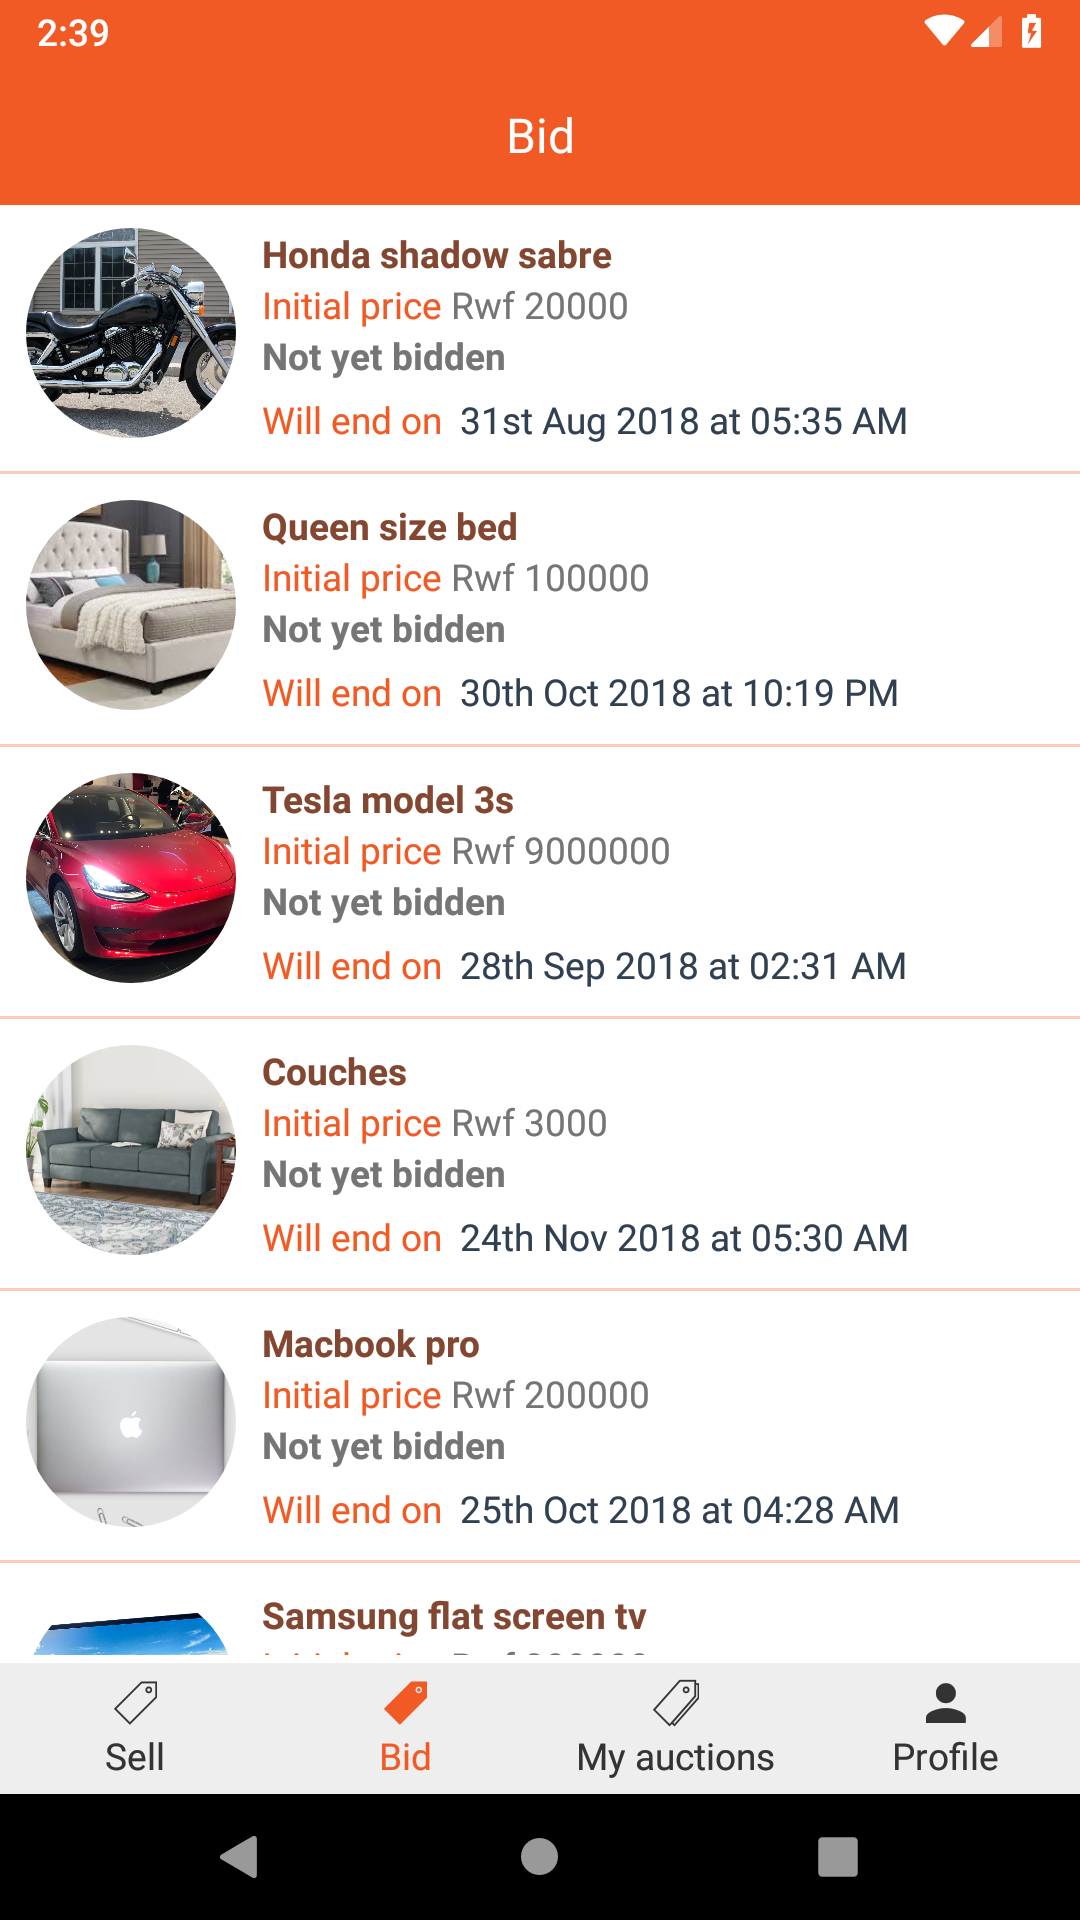 2:39
Bid
Honda shadow sabre
Initial price Rwf 20000
Not yet bidden
Will end on 31st Aug 2018 at 05:35 AM
Queen size bed
Initial price Rwf 100000
Not yet bidden
Will end on 30th Oct 2018 at 10:19 PM
Tesla model 3s
Initial price Rwf 9000000
Not yet bidden
Will end on 28th Sep 2018 at 02:31 AM
Couches
Initial price Rwf 3000
Not yet bidden
Will end on 24th Nov 2018 at 05:30 AM
Macbook pro
Initial price Rwf 200000
Not yet bidden
Will end on 25th Oct 2018 at 04:28 AM
Samsung flat screen tv
Sell
Bid
My auctions
Profile